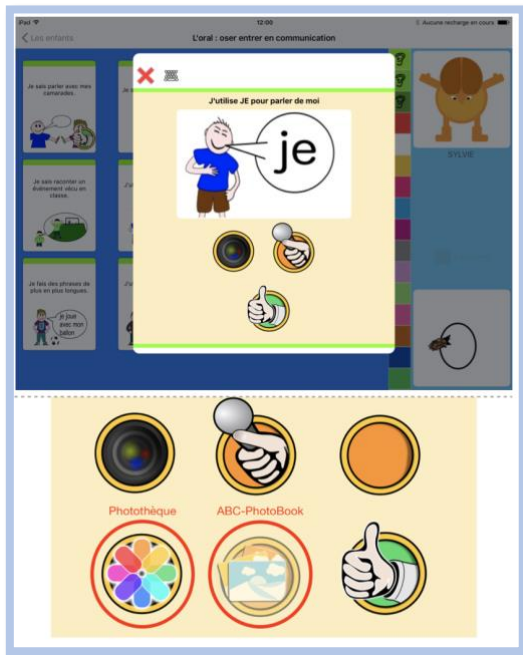 iPad 12:00 Aucune recharge en cours
Les enfants L'oral : oser entrer en communication
Je sais parler avec mes
camarades.
J'utilise JE pour parler de moi
je
SYLVIE
Je sais raconter un
événement vécu en
classe.
Je fais des phrases de
plus en plus longues.
je joue
avec mon
ballon
Photothèque ABC-PhotoBook